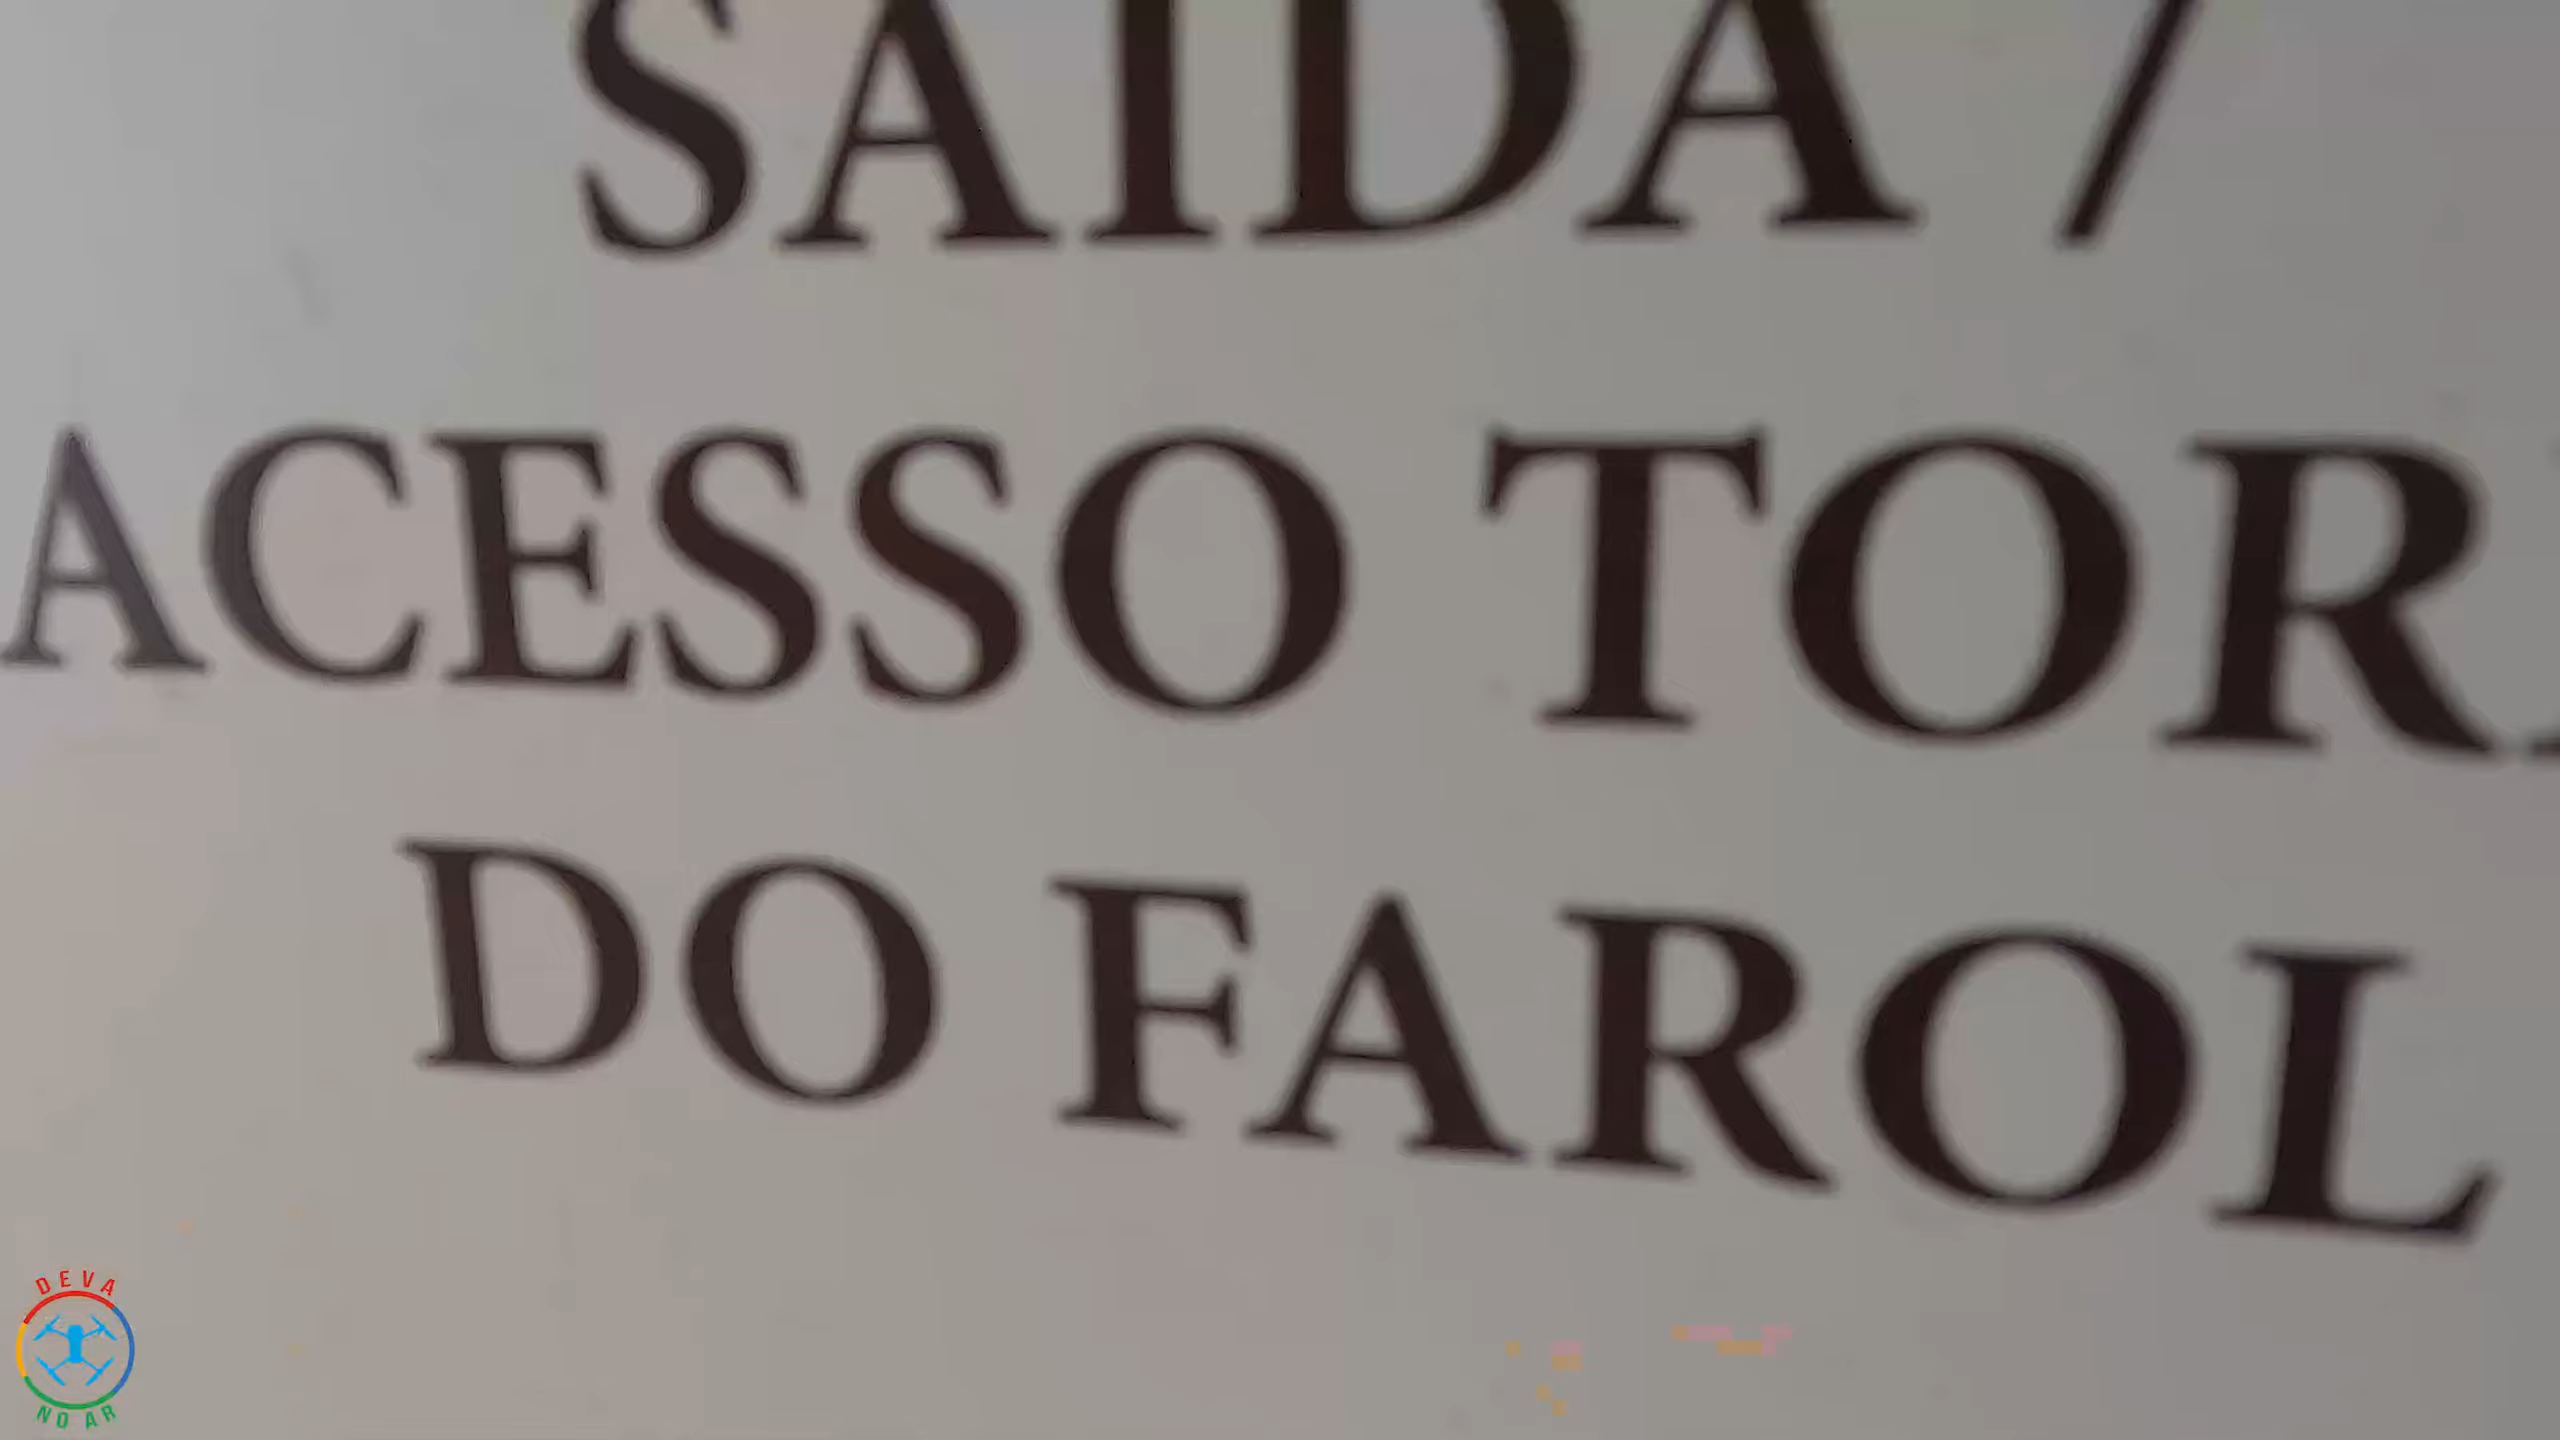 SAIDA /
ACESSO TOR
DO FAROL
DEVA
NO AR